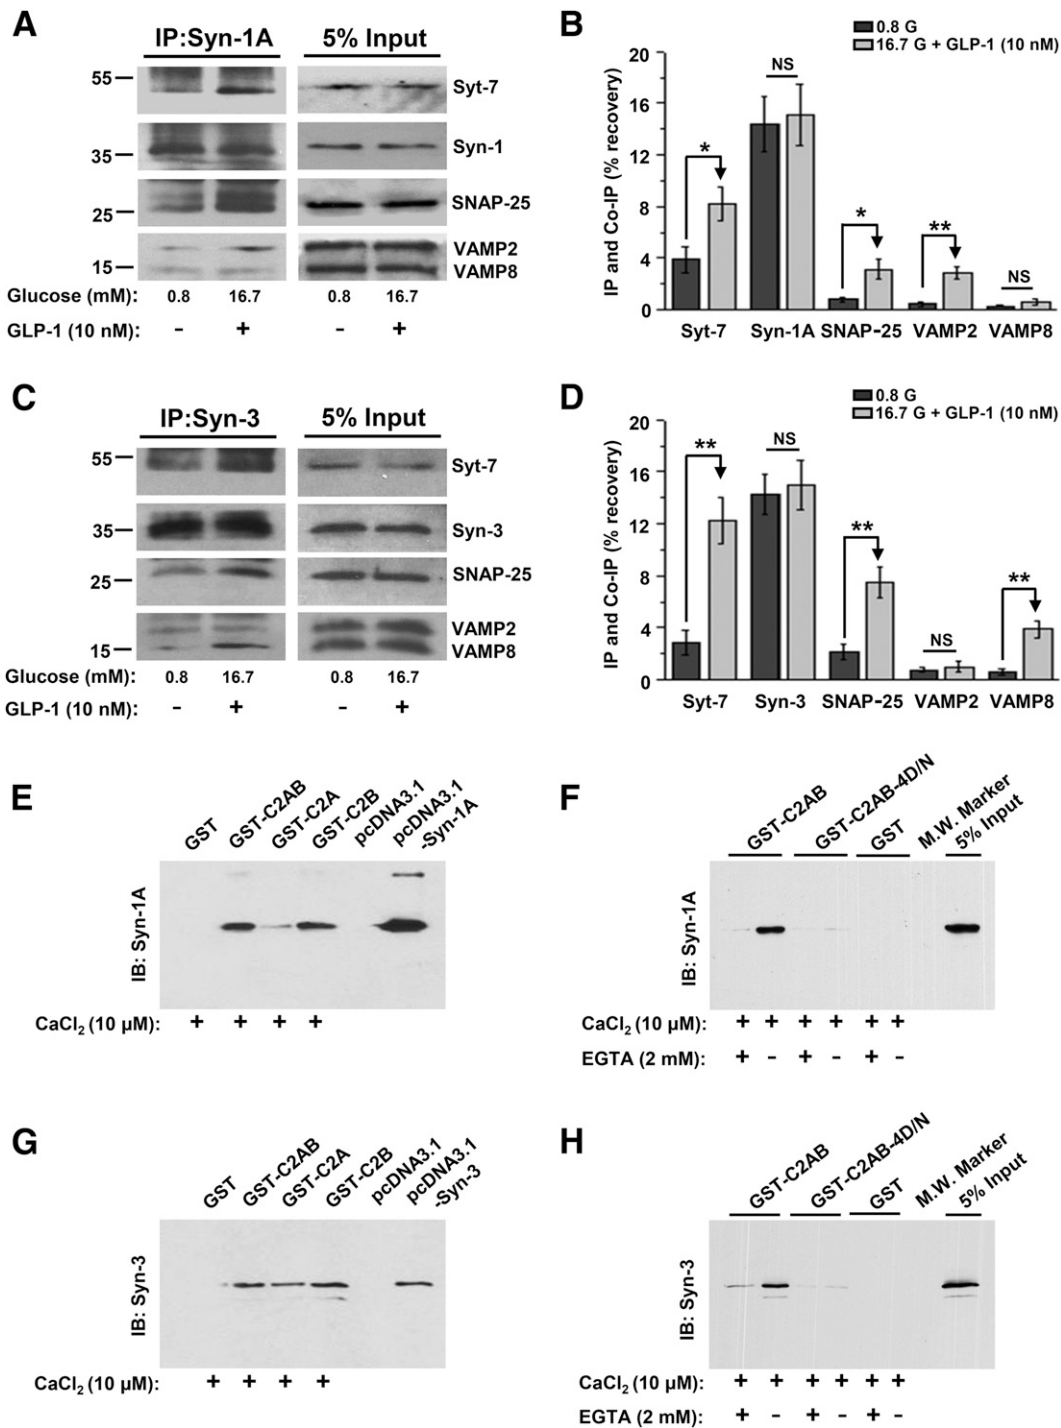 A
IP:Syn-1A
5% Input
55
Syt-7
35
Syn-1
25
SNAP-25
15
VAMP2
VAMP8
Glucose (mM): 0.8 16.7 0.8 16.7
GLP-1 (10 nM): - + - +
B
0.8 G
16.7 G + GLP-1 (10 nM)
IP and Co-IP (% recovery)
20
16
12
8
4
0
*
NS
*
**
NS
Syt-7 Syn-1A SNAP-25 VAMP2 VAMP8
C
IP:Syn-3
5% Input
55
Syt-7
35
Syn-3
25
SNAP-25
15
VAMP2
VAMP8
Glucose (mM): 0.8 16.7 0.8 16.7
GLP-1 (10 nM): - + - +
D
0.8 G
16.7 G + GLP-1 (10 nM)
IP and Co-IP (% recovery)
20
16
12
8
4
0
**
NS
**
NS
**
Syt-7 Syn-3 SNAP-25 VAMP2 VAMP8
E
GST
GST-C2AB
GST-C2A
GST-C2B
pcDNA3.1
pcDNA3.1
-Syn-1A
IB: Syn-1A
CaCl2 (10 µM): + + + +
F
GST-C2AB
GST-C2AB-4D/N
GST
M.W. Marker
5% Input
IB: Syn-1A
CaCl2 (10 µM): + + + + + +
EGTA (2 mM): + - + - + -
G
GST
GST-C2AB
GST-C2A
GST-C2B
pcDNA3.1
pcDNA3.1
-Syn-3
IB: Syn-3
CaCl2 (10 µM): + + + +
H
GST-C2AB
GST-C2AB-4D/N
GST
M.W. Marker
5% Input
IB: Syn-3
CaCl2 (10 µM): + + + + + +
EGTA (2 mM): + - + - + -